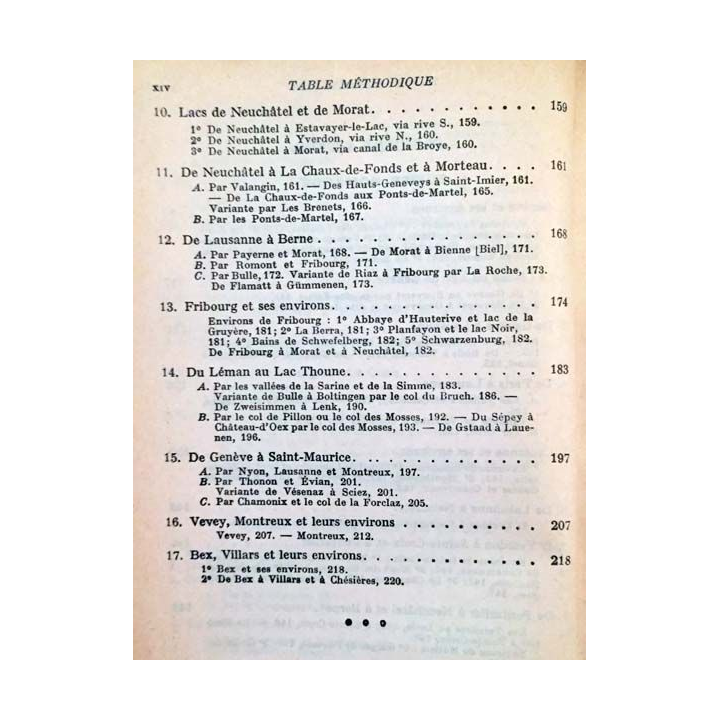 XIV TABLE MÉTHODIQUE
10. Lacs de Neuchâtel et de Morat. . . . . . . . . . . . . 159
1° De Neuchâtel à Estavayer-le-Lac, via rive S., 159.
2° De Neuchâtel à Yverdon, via rive N., 160.
3° De Neuchâtel à Morat, via canal de la Broye, 160.
11. De Neuchâtel à La Chaux-de-Fonds et à Morteau. . . . 161
A. Par Valangin, 161. — Des Hauts-Geneveys à Saint-Imier, 161.
— De La Chaux-de-Fonds aux Ponts-de-Martel, 165.
Variante par Les Brenets, 166.
B. Par les Ponts-de-Martel, 167.
12. De Lausanne à Berne . . . . . . . . . . . . . . . . . 168
A. Par Payerne et Morat, 168. — De Morat à Bienne [Biel], 171.
B. Par Romont et Fribourg, 171.
C. Par Bulle, 172. Variante de Riaz à Fribourg par La Roche, 173.
De Flamatt à Gümmenen, 173.
13. Fribourg et ses environs. . . . . . . . . . . . . . . . 174
Environs de Fribourg : 1° Abbaye d'Hauterive et lac de la
Gruyère, 181; 2° La Berra, 181; 3° Planfayon et le lac Noir,
181; 4° Bains de Schwefelberg, 182; 5° Schwarzenburg, 182.
De Fribourg à Morat et à Neuchâtel, 182.
14. Du Léman au Lac Thoune. . . . . . . . . . . . . . . 183
A. Par les vallées de la Sarine et de la Simme, 183.
Variante de Bulle à Boltingen par le col du Bruch. 186. —
De Zweisimmen à Lenk, 190.
B. Par le col de Pillon ou le col des Mosses, 192. — Du Sépey à
Château-d'Oex par le col des Mosses, 193. — De Gstaad à Laue-
nen, 196.
15. De Genève à Saint-Maurice. . . . . . . . . . . . . . 197
A. Par Nyon, Lausanne et Montreux, 197.
B. Par Thonon et Évian, 201.
Variante de Vésenaz à Sciez, 201.
C. Par Chamonix et le col de la Forclaz, 205.
16. Vevey, Montreux et leurs environs . . . . . . . . . . . 207
Vevey, 207. — Montreux, 212.
17. Bex, Villars et leurs environs. . . . . . . . . . . . . . 218
1° Bex et ses environs, 218.
2° De Bex à Villars et à Chésières, 220.